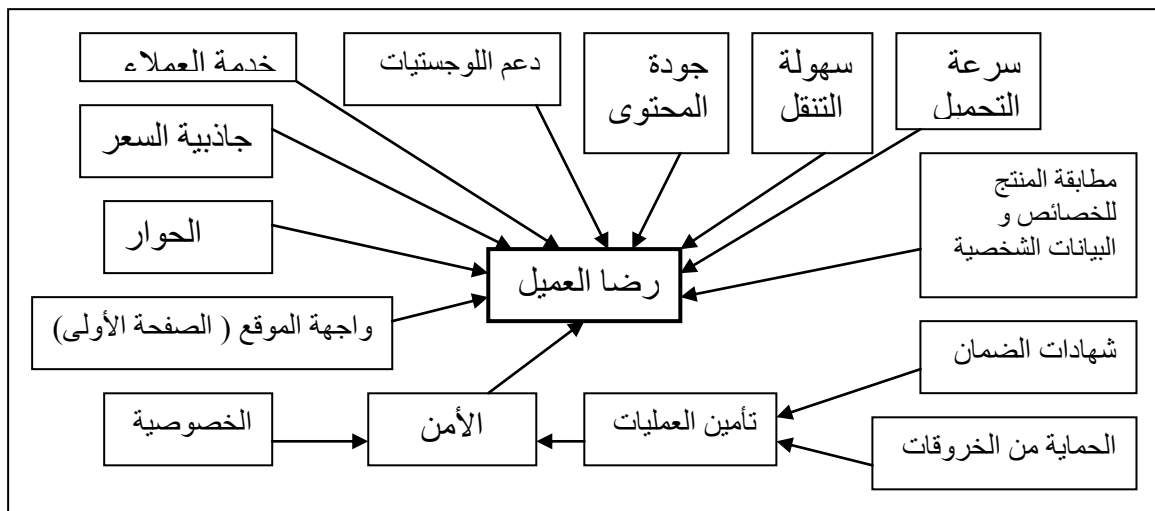 سرعة
التحميل
سهولة
التنقل
جودة
المحتوى
دعم اللوجستيات
خدمة العملاء
جاذبية السعر
مطابقة المنتج
للخصائص و
البيانات الشخصية
الحوار
رضا العميل
واجهة الموقع ( الصفحة الأولى)
شهادات الضمان
تأمين العمليات
الأمن
الخصوصية
الحماية من الخروقات